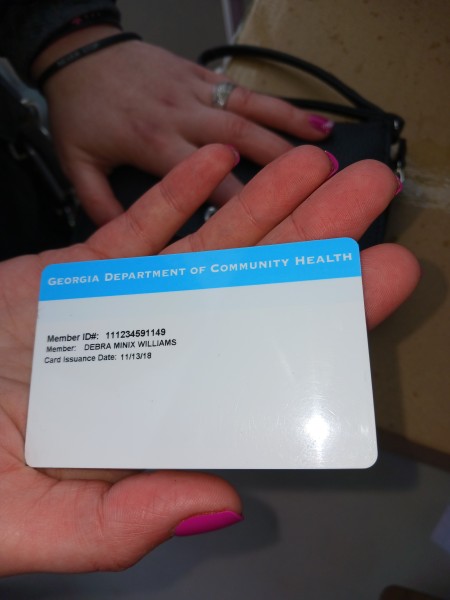 GEORGIA DEPARTMENT OF COMMUNITY HEALTH
Member ID#: 111234591149
Member: DEBRA MINIX WILLIAMS
Card Issuance Date: 11/13/18